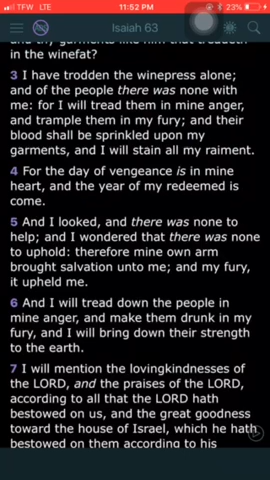 TFW LTE 11:52 PM 23%
Isaiah 63
and thy garments like him that treadeth
in the winefat?
3 I have trodden the winepress alone;
and of the people there was none with
me: for I will tread them in mine anger,
and trample them in my fury; and their
blood shall be sprinkled upon my
garments, and I will stain all my raiment.
4 For the day of vengeance is in mine
heart, and the year of my redeemed is
come.
5 And I looked, and there was none to
help; and I wondered that there was none
to uphold: therefore mine own arm
brought salvation unto me; and my fury,
it upheld me.
6 And I will tread down the people in
mine anger, and make them drunk in my
fury, and I will bring down their strength
to the earth.
7 I will mention the lovingkindnesses of
the LORD, and the praises of the LORD,
according to all that the LORD hath
bestowed on us, and the great goodness
toward the house of Israel, which he hath
bestowed on them according to his